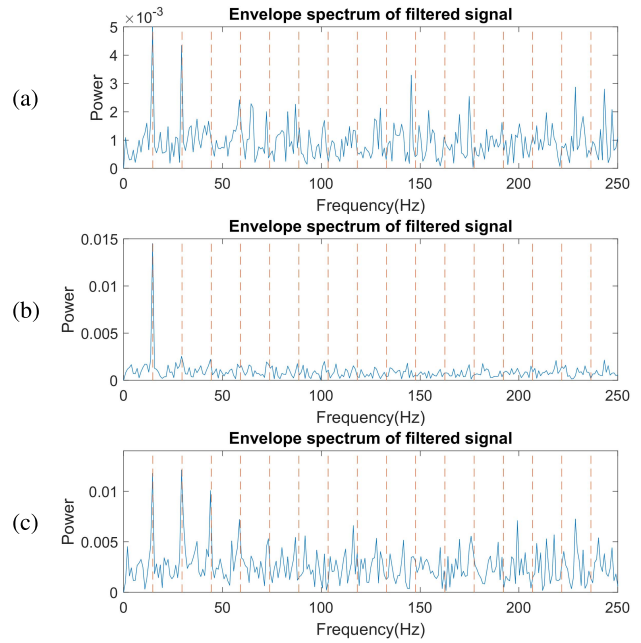 Envelope spectrum of filtered signal
×10⁻³
5
4
3
2
1
0
Power
(a)
0 50 100 150 200 250
Frequency(Hz)
Envelope spectrum of filtered signal
0.015
0.01
0.005
0
Power
(b)
0 50 100 150 200 250
Frequency(Hz)
Envelope spectrum of filtered signal
0.01
0.005
0
Power
(c)
0 50 100 150 200 250
Frequency(Hz)